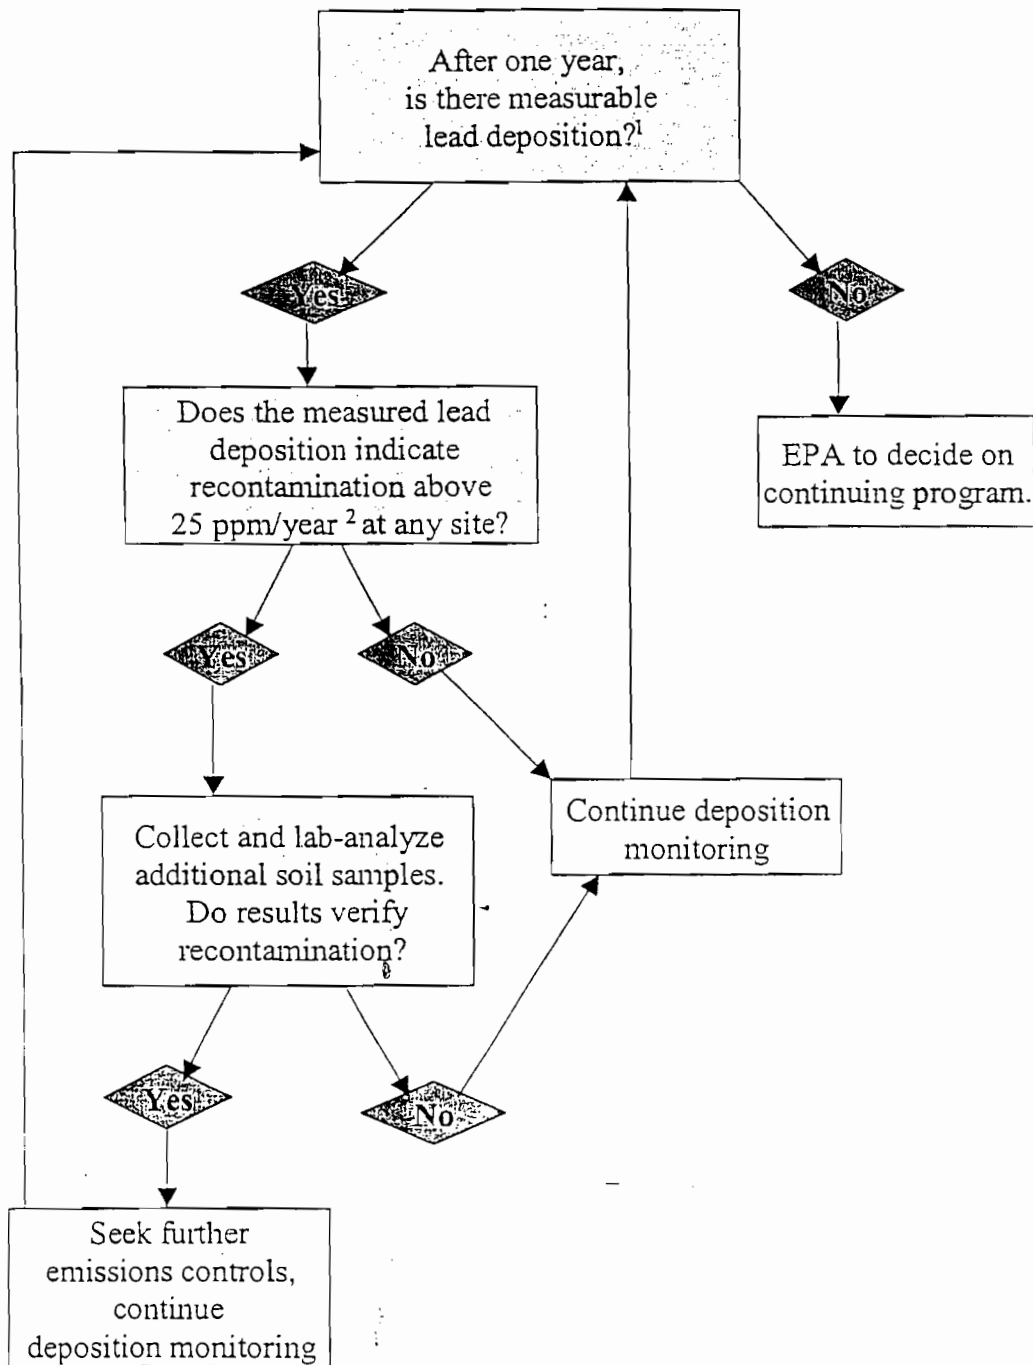 After one year,
is there measurable
lead deposition?¹
Yes
No
Does the measured lead
deposition indicate
recontamination above
25 ppm/year ² at any site?
EPA to decide on
continuing program.
Yes
No
Continue deposition
monitoring
Collect and lab-analyze
additional soil samples.
Do results verify
recontamination?
Yes
No
Seek further
emissions controls,
continue
deposition monitoring